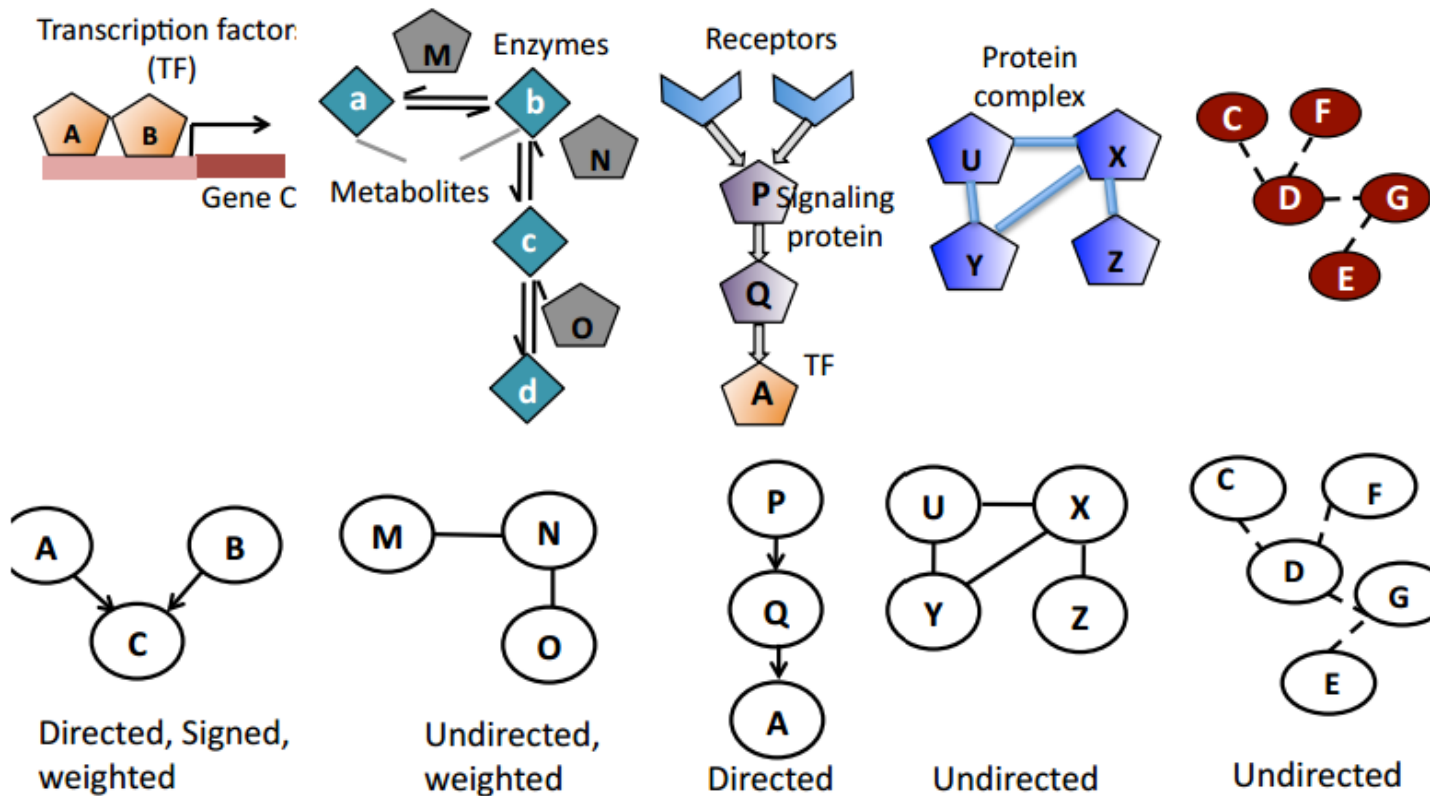 Transcription factor:
(TF)
A
B
Gene C
M
Enzymes
a
b
N
Metabolites
c
O
d
Receptors
P
Signaling
protein
Q
TF
A
Protein
complex
U
X
Y
Z
C
F
D
G
E
A
B
C
Directed, Signed,
weighted
M
N
O
Undirected,
weighted
P
Q
A
Directed
U
X
Y
Z
Undirected
C
F
D
G
E
Undirected